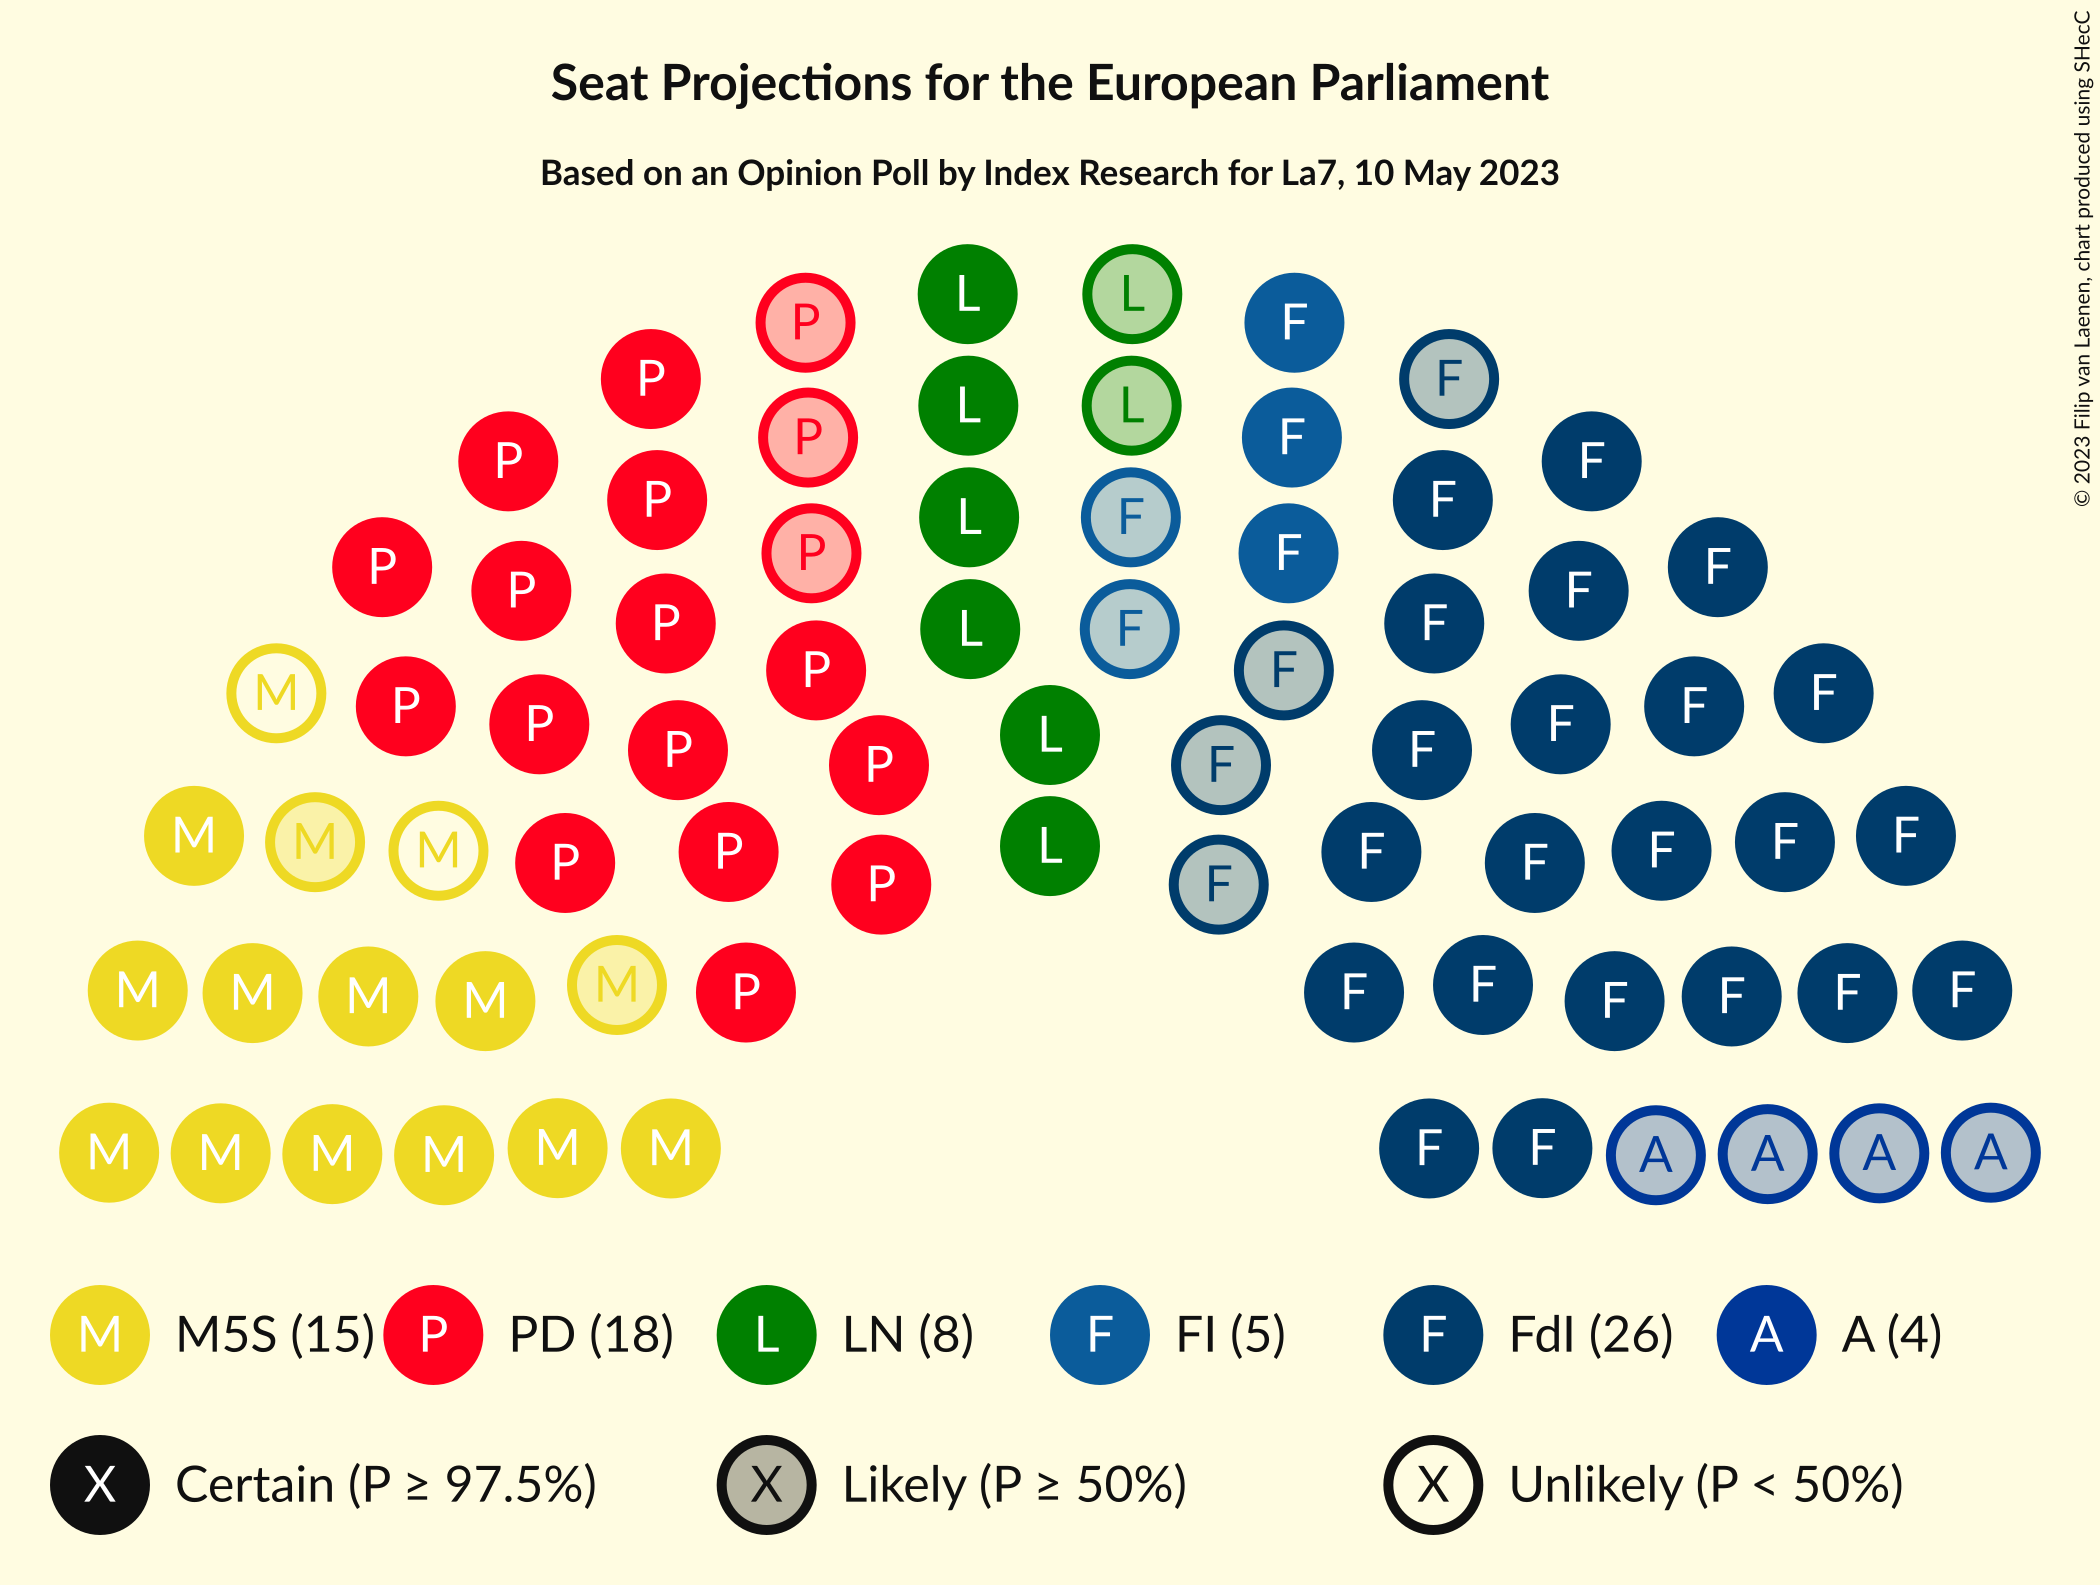 Seat Projections for the European Parliament
Based on an Opinion Poll by Index Research for La7, 10 May 2023
© 2023 Filip van Laenen, chart produced using SHecC
L L
P F
P F
L L
P F
P F
P F
L F
P F
P F
P F
P F
L F
P F
P F
M F
P F
P F
P F
L
P F
M F
M F
M F
P F
P F
L
P F
M M M M M P F F F F F F
M M M M M M F F A A A A
M M5S (15) P PD (18) L LN (8) F FI (5) F FdI (26) A A (4)
X Certain (P ≥ 97.5%) X Likely (P ≥ 50%) X Unlikely (P < 50%)